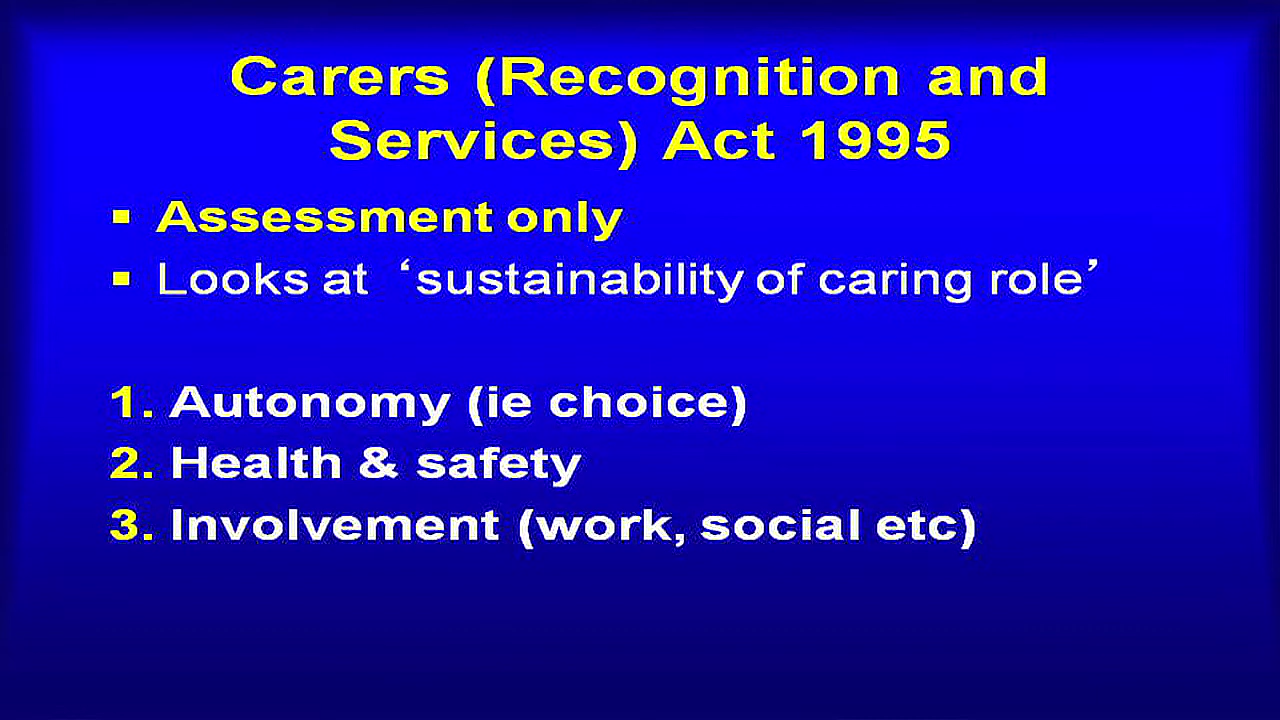 Carers (Recognition and
Services) Act 1995
▪ Assessment only
▪ Looks at ‘sustainability of caring role’
1. Autonomy (ie choice)
2. Health & safety
3. Involvement (work, social etc)